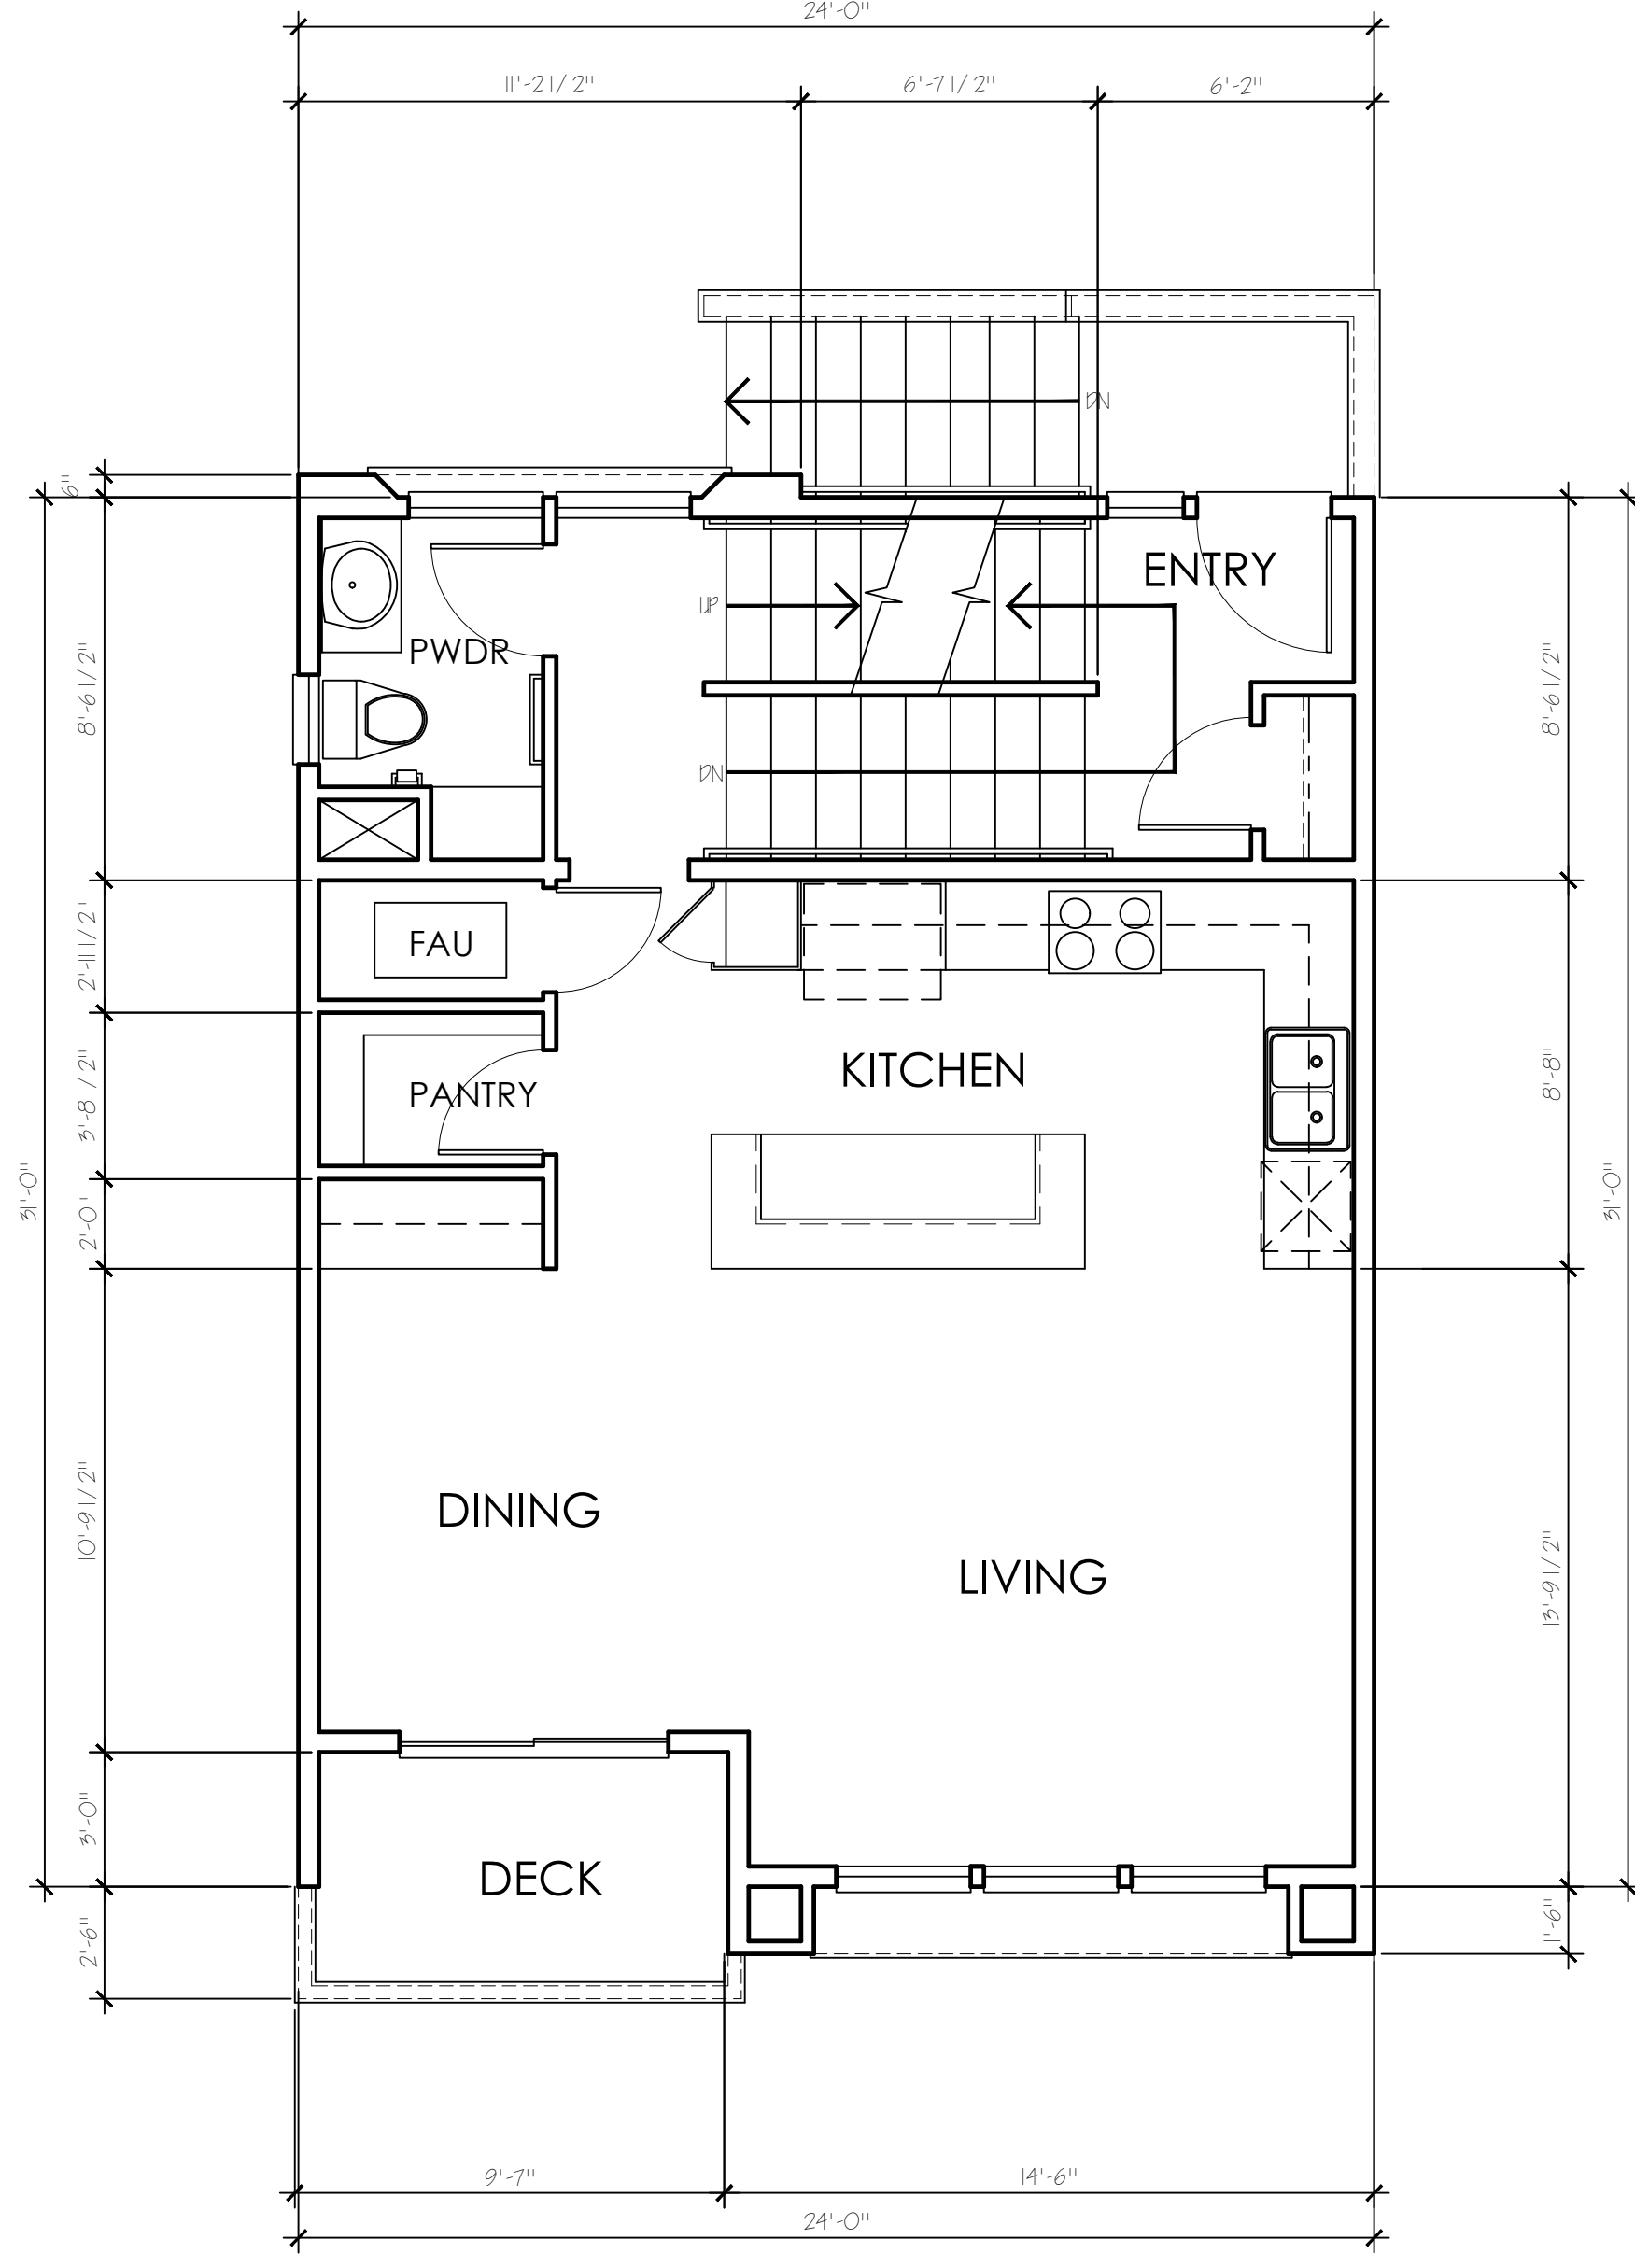 24'-0"
11'-2 1/2"
6'-7 1/2"
6'-2"
DN
6"
ENTRY
UP
PWDR
8'-6 1/2"
8'-6 1/2"
DN
FAU
2'-11 1/2"
KITCHEN
8'-8"
PANTRY
3'-8 1/2"
31'-0"
31'-0"
2'-0"
DINING
10'-9 1/2"
LIVING
13'-9 1/2"
3'-0"
DECK
2'-6"
1'-6"
9'-7"
14'-6"
24'-0"